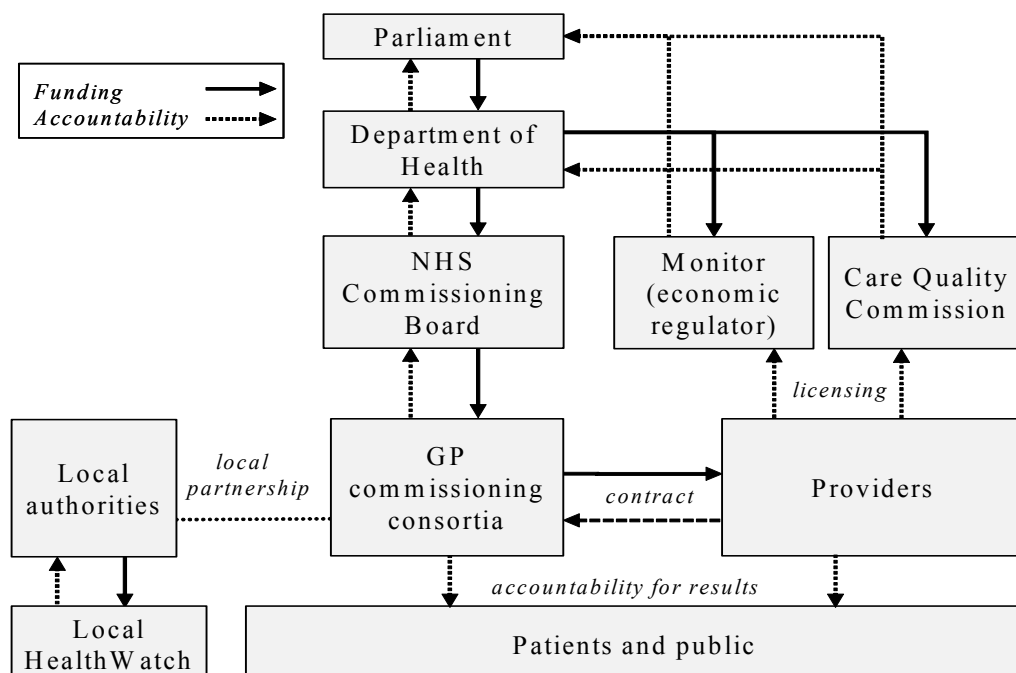 Parliament
Funding
Accountability
Department of
Health
NHS
Commissioning
Board
Monitor
(economic
regulator)
Care Quality
Commission
licensing
Local
authorities
local
partnership
GP
commissioning
consortia
contract
Providers
accountability for results
Local
HealthWatch
Patients and public